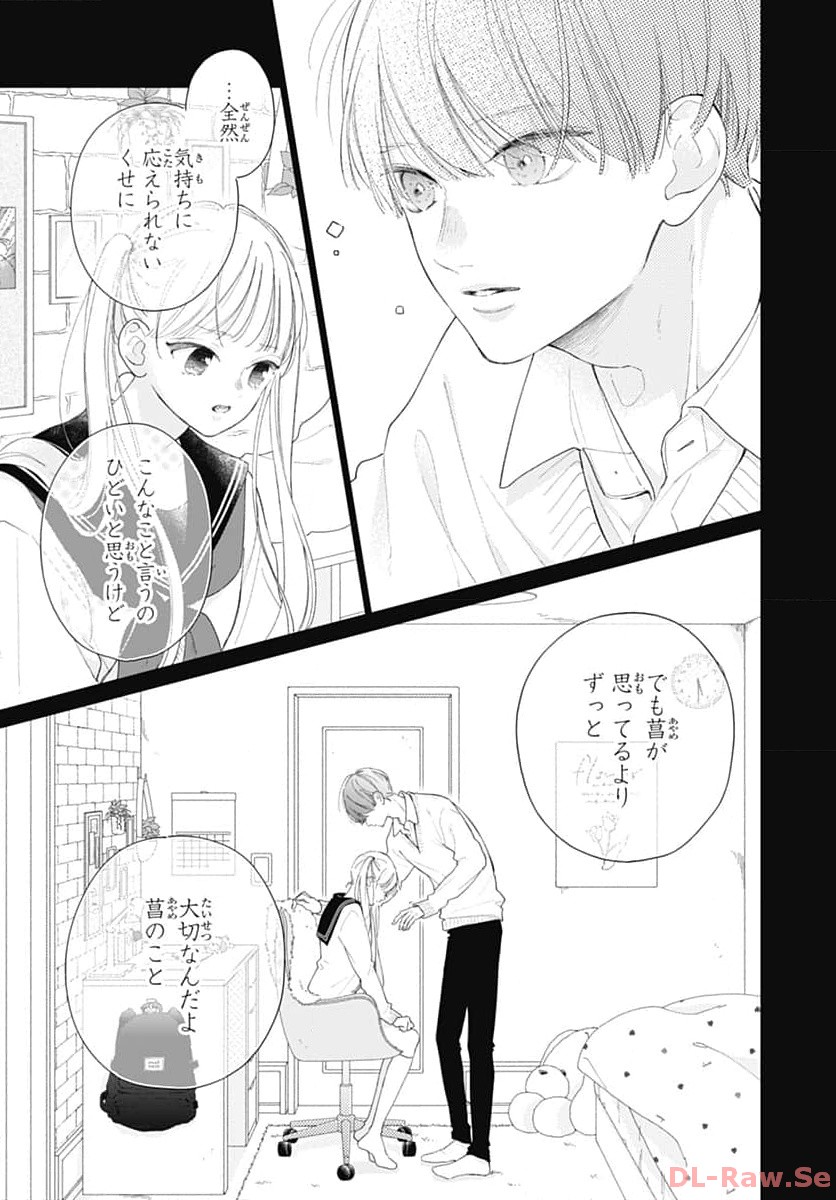 …全然
気持ちに
応えられない
くせに
こんなこと言うの
ひどいと思うけど
でも菖が
思ってるより
ずっと
flower
大切なんだよ
菖のこと
DL-Raw.Se